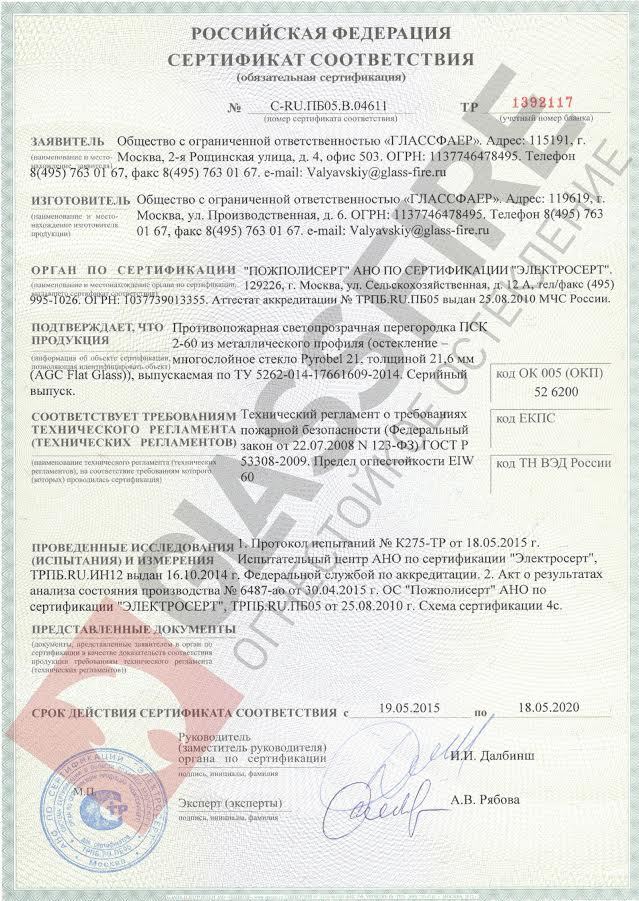 РОССИЙСКАЯ ФЕДЕРАЦИЯ
СЕРТИФИКАТ СООТВЕТСТВИЯ
(обязательная сертификация)
№ C-RU.ПБ05.В.04611 ТР 1392117
(номер сертификата соответствия) (учетный номер бланка)
ЗАЯВИТЕЛЬ Общество с ограниченной ответственностью «ГЛАССФАЕР». Адрес: 115191, г.
(наименование и место- Москва, 2-я Рощинская улица, д. 4, офис 503. ОГРН: 1137746478495. Телефон
нахождение заявителя) 8(495) 763 01 67, факс 8(495) 763 01 67. e-mail: Valyavskiy@glass-fire.ru
ИЗГОТОВИТЕЛЬ Общество с ограниченной ответственностью «ГЛАССФАЕР». Адрес: 119619, г.
(наименование и место- Москва, ул. Производственная, д. 6. ОГРН: 1137746478495. Телефон 8(495) 763
нахождение изготовителя 01 67, факс 8(495) 763 01 67. e-mail: Valyavskiy@glass-fire.ru
продукции)
ОРГАН ПО СЕРТИФИКАЦИИ "ПОЖПОЛИСЕРТ" АНО ПО СЕРТИФИКАЦИИ "ЭЛЕКТРОСЕРТ".
(наименование и местонахождение органа по сертификации, 129226, г. Москва, ул. Сельскохозяйственная, д. 12 А, тел/факс (495)
995-1026. ОГРН: 1037739013355. Аттестат аккредитации № ТРПБ.RU.ПБ05 выдан 25.08.2010 МЧС России.
ПОДТВЕРЖДАЕТ, ЧТО Противопожарная светопрозрачная перегородка ПСК
ПРОДУКЦИЯ 2-60 из металлического профиля (остекление –
(информация об объекте сертификации, многослойное стекло Pyrobel 21, толщиной 21,6 мм
позволяющая идентифицировать объект)
(AGC Flat Glass)), выпускаемая по ТУ 5262-014-17661609-2014. Серийный
выпуск.
код ОК 005 (ОКП)
52 6200
СООТВЕТСТВУЕТ ТРЕБОВАНИЯМ Технический регламент о требованиях
ТЕХНИЧЕСКОГО РЕГЛАМЕНТА пожарной безопасности (Федеральный
(ТЕХНИЧЕСКИХ РЕГЛАМЕНТОВ) закон от 22.07.2008 N 123-ФЗ) ГОСТ Р
(наименование технического регламента (технических 53308-2009. Предел огнестойкости EIW
регламентов), на соответствие требованиям которого 60
(которых) проводилась сертификация)
код ЕКПС
код ТН ВЭД России
ПРОВЕДЕННЫЕ ИССЛЕДОВАНИЯ 1. Протокол испытаний № К275-ТР от 18.05.2015 г.
(ИСПЫТАНИЯ) И ИЗМЕРЕНИЯ Испытательный центр АНО по сертификации "Электросерт",
ТРПБ.RU.ИН12 выдан 16.10.2014 г. Федеральной службой по аккредитации. 2. Акт о результатах
анализа состояния производства № 6487-ао от 30.04.2015 г. ОС "Пожполисерт" АНО по
сертификации "ЭЛЕКТРОСЕРТ", ТРПБ.RU.ПБ05 от 25.08.2010 г. Схема сертификации 4с.
ПРЕДСТАВЛЕННЫЕ ДОКУМЕНТЫ
(документы, представленные заявителем в орган по
сертификации в качестве доказательств соответствия
продукции требованиям технического регламента
(технических регламентов))
СРОК ДЕЙСТВИЯ СЕРТИФИКАТА СООТВЕТСТВИЯ с 19.05.2015 по 18.05.2020
Руководитель
(заместитель руководителя)
органа по сертификации И.И. Далбинш
подпись, инициалы, фамилия
М.П.
Эксперт (эксперты) А.В. Рябова
подпись, инициалы, фамилия
GLASSFIRE
ОГНЕСТОЙКОЕ ОСТЕКЛЕНИЕ
АНО ПО СЕРТИФИКАЦИИ "ЭЛЕКТРОСЕРТ"
ТРПБ.RU.ПБ05
Москва